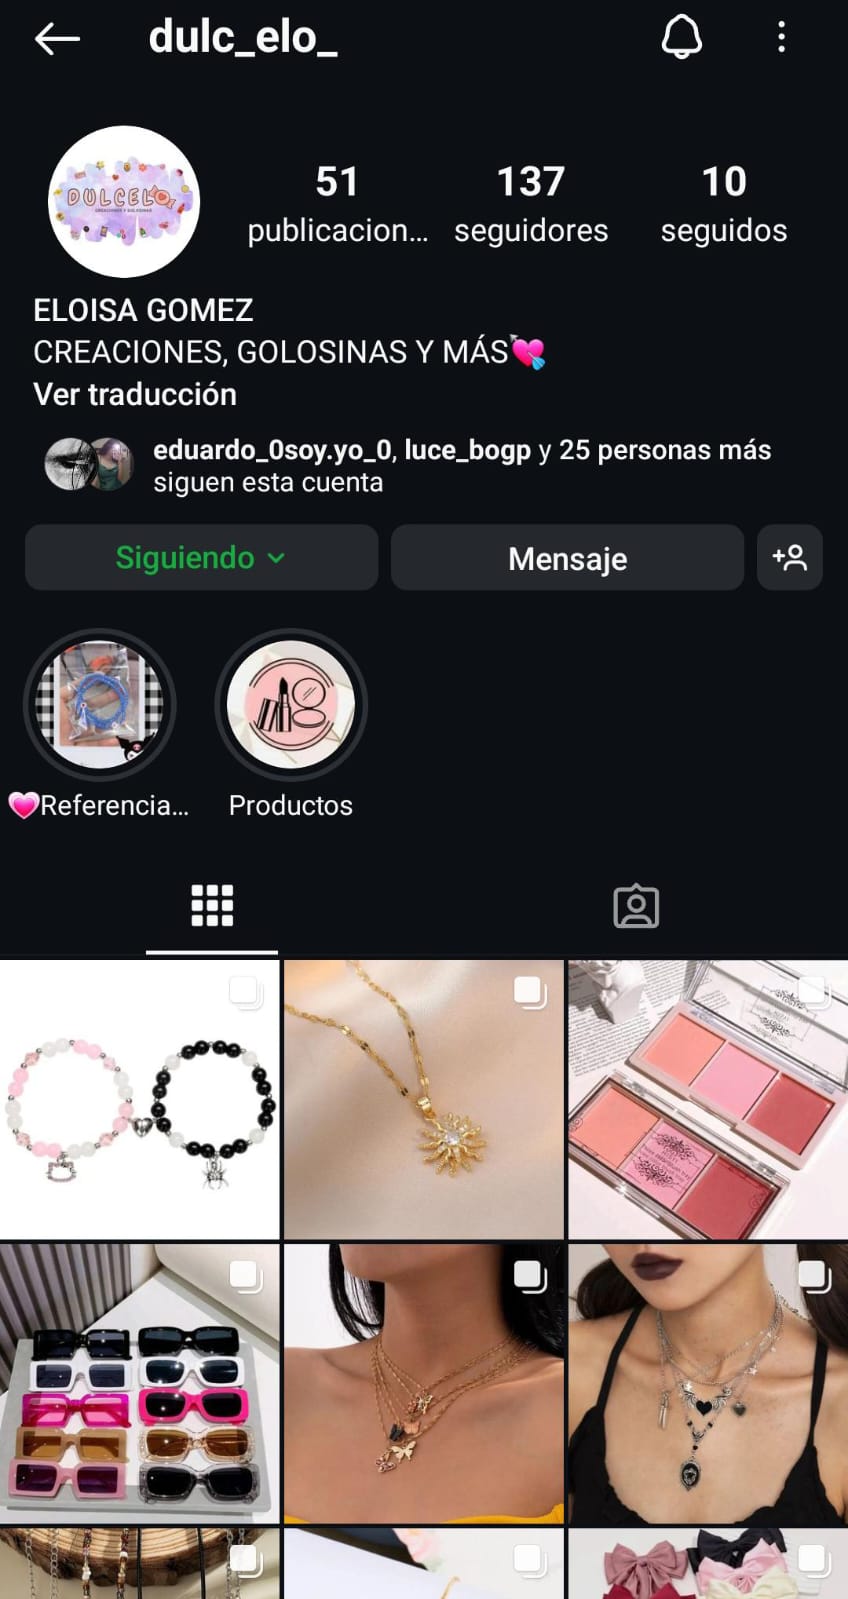 dulc_elo_
DULCELO
CREACIONES Y GOLOSINAS
51
publicacion...
137
seguidores
10
seguidos
ELOISA GOMEZ
CREACIONES, GOLOSINAS Y MÁS💘
Ver traducción
eduardo_0soy.yo_0, luce_bogp y 25 personas más
siguen esta cuenta
Siguiendo
Mensaje
💗Referencia...
Productos